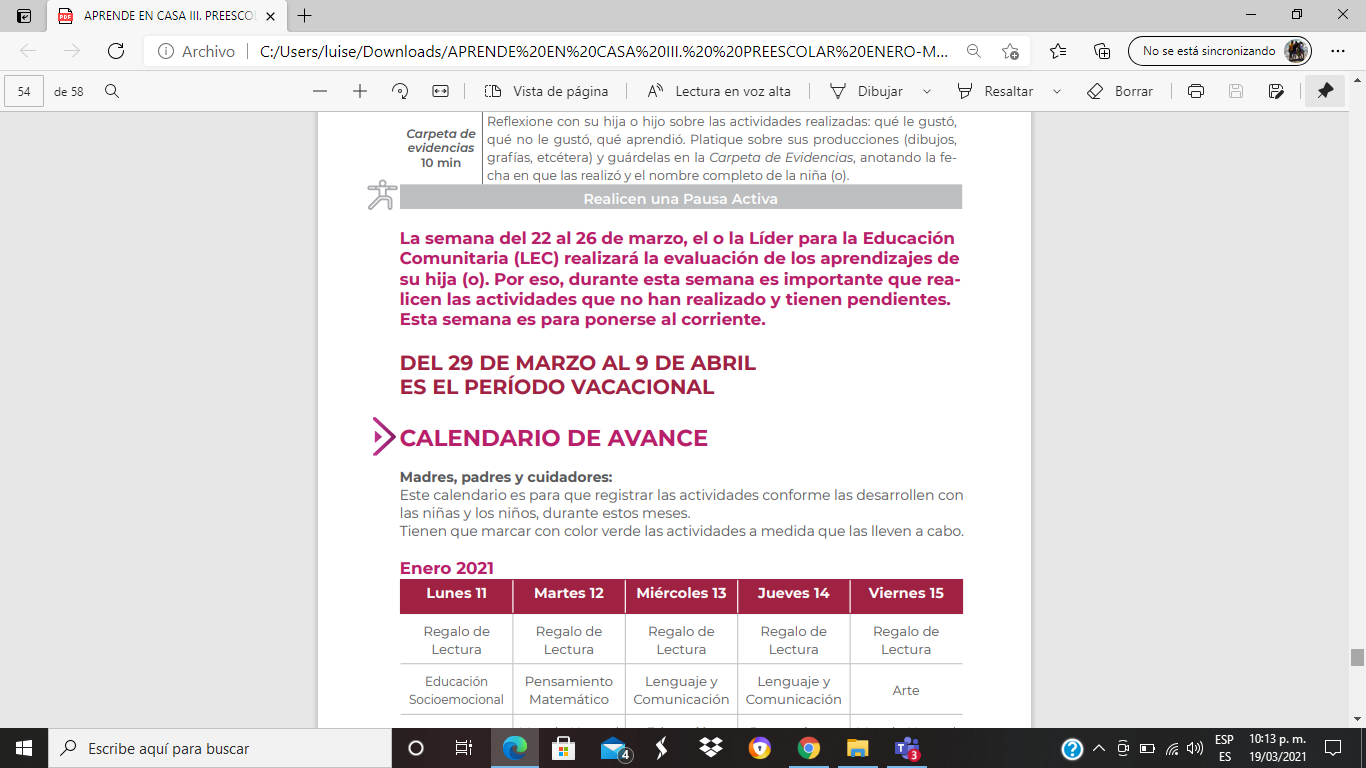 APRENDE EN CASA III. PREESCOL
Archivo
C:/Users/luise/Downloads/APRENDE%20EN%20CASA%20III.%20%20PREESCOLAR%20ENERO-M...
No se está sincronizando
54
de 58
Vista de página
Lectura en voz alta
Dibujar
Resaltar
Borrar
Carpeta de
evidencias
10 min
Reflexione con su hija o hijo sobre las actividades realizadas: qué le gustó,
qué no le gustó, qué aprendió. Platique sobre sus producciones (dibujos,
grafías, etcétera) y guárdelas en la Carpeta de Evidencias, anotando la fe-
cha en que las realizó y el nombre completo de la niña (o).
Realicen una Pausa Activa
La semana del 22 al 26 de marzo, el o la Líder para la Educación
Comunitaria (LEC) realizará la evaluación de los aprendizajes de
su hija (o). Por eso, durante esta semana es importante que rea-
licen las actividades que no han realizado y tienen pendientes.
Esta semana es para ponerse al corriente.
DEL 29 DE MARZO AL 9 DE ABRIL
ES EL PERÍODO VACACIONAL
CALENDARIO DE AVANCE
Madres, padres y cuidadores:
Este calendario es para que registrar las actividades conforme las desarrollen con
las niñas y los niños, durante estos meses.
Tienen que marcar con color verde las actividades a medida que las lleven a cabo.
Enero 2021
Lunes 11 Martes 12 Miércoles 13 Jueves 14 Viernes 15
Regalo de Regalo de Regalo de Regalo de Regalo de
Lectura Lectura Lectura Lectura Lectura
Educación Pensamiento Lenguaje y Lenguaje y Arte
Socioemocional Matemático Comunicación Comunicación
Escribe aquí para buscar
4
3
ESP
ES
10:13 p. m.
19/03/2021